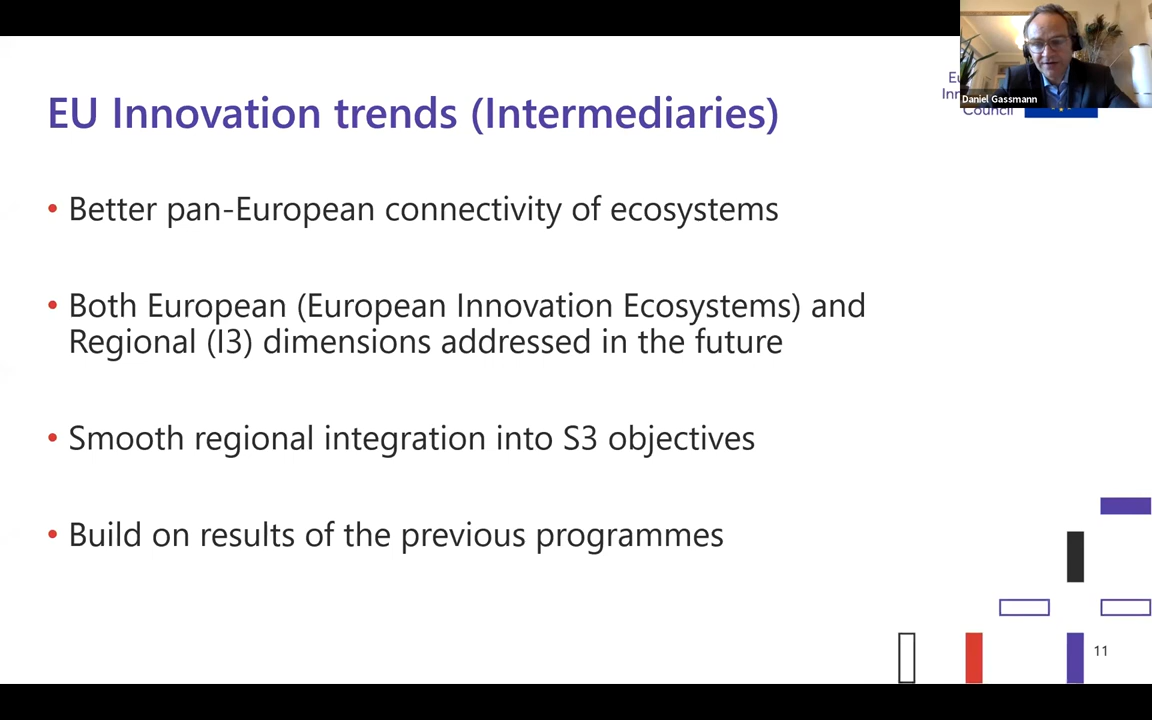 Eu
Inn
Council
Daniel Gassmann
EU Innovation trends (Intermediaries)
• Better pan-European connectivity of ecosystems
• Both European (European Innovation Ecosystems) and
Regional (I3) dimensions addressed in the future
• Smooth regional integration into S3 objectives
• Build on results of the previous programmes
11